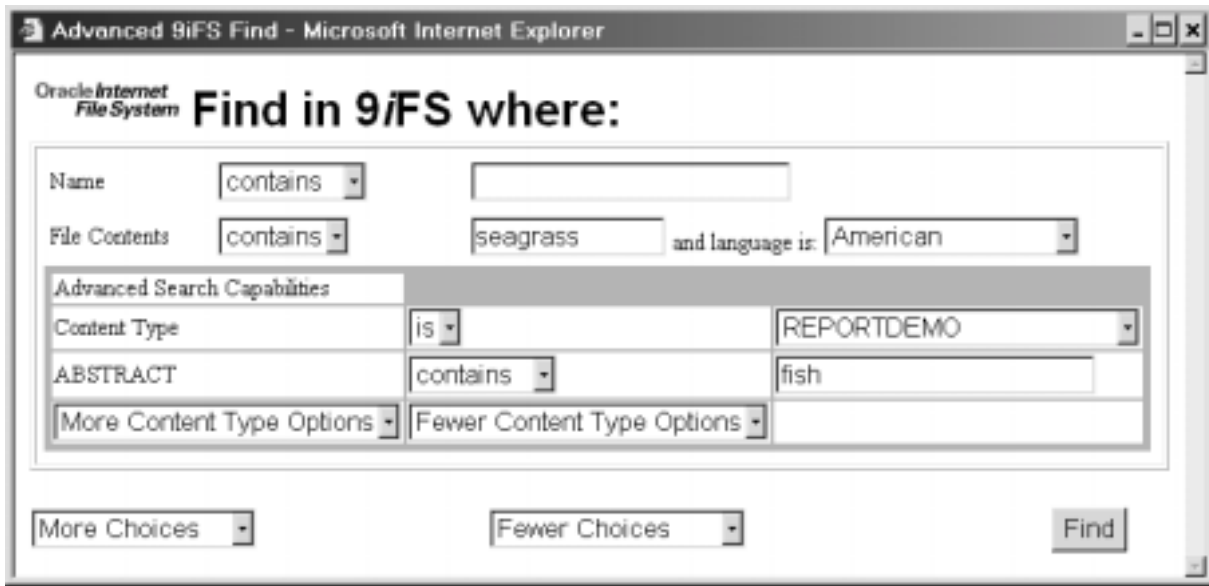 Advanced 9iFS Find - Microsoft Internet Explorer
Oracle Internet
File System
Find in 9iFS where:
Name contains
File Contents contains seagrass and language is: American
Advanced Search Capabilities
Content Type is REPORTDEMO
ABSTRACT contains fish
More Content Type Options Fewer Content Type Options
More Choices Fewer Choices Find